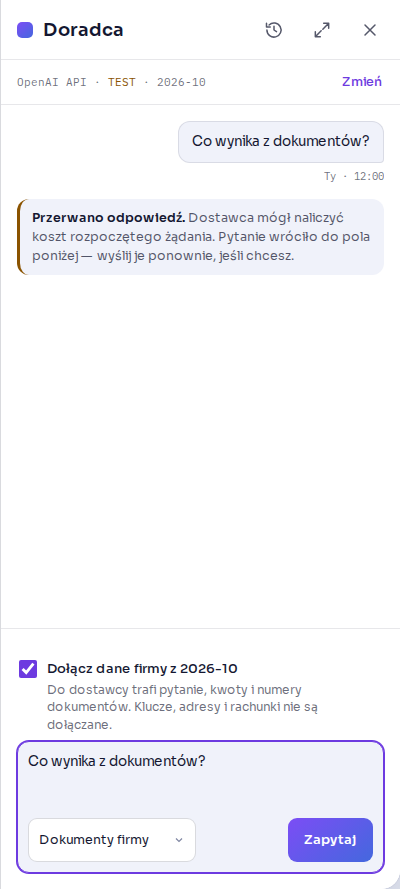 Doradca
OpenAI API · TEST · 2026-10
Zmień
Co wynika z dokumentów?
Ty · 12:00
Przerwano odpowiedź. Dostawca mógł naliczyć
koszt rozpoczętego żądania. Pytanie wróciło do pola
poniżej — wyślij je ponownie, jeśli chcesz.
Dołącz dane firmy z 2026-10
Do dostawcy trafi pytanie, kwoty i numery
dokumentów. Klucze, adresy i rachunki nie są
dołączane.
Co wynika z dokumentów?
Dokumenty firmy
Zapytaj